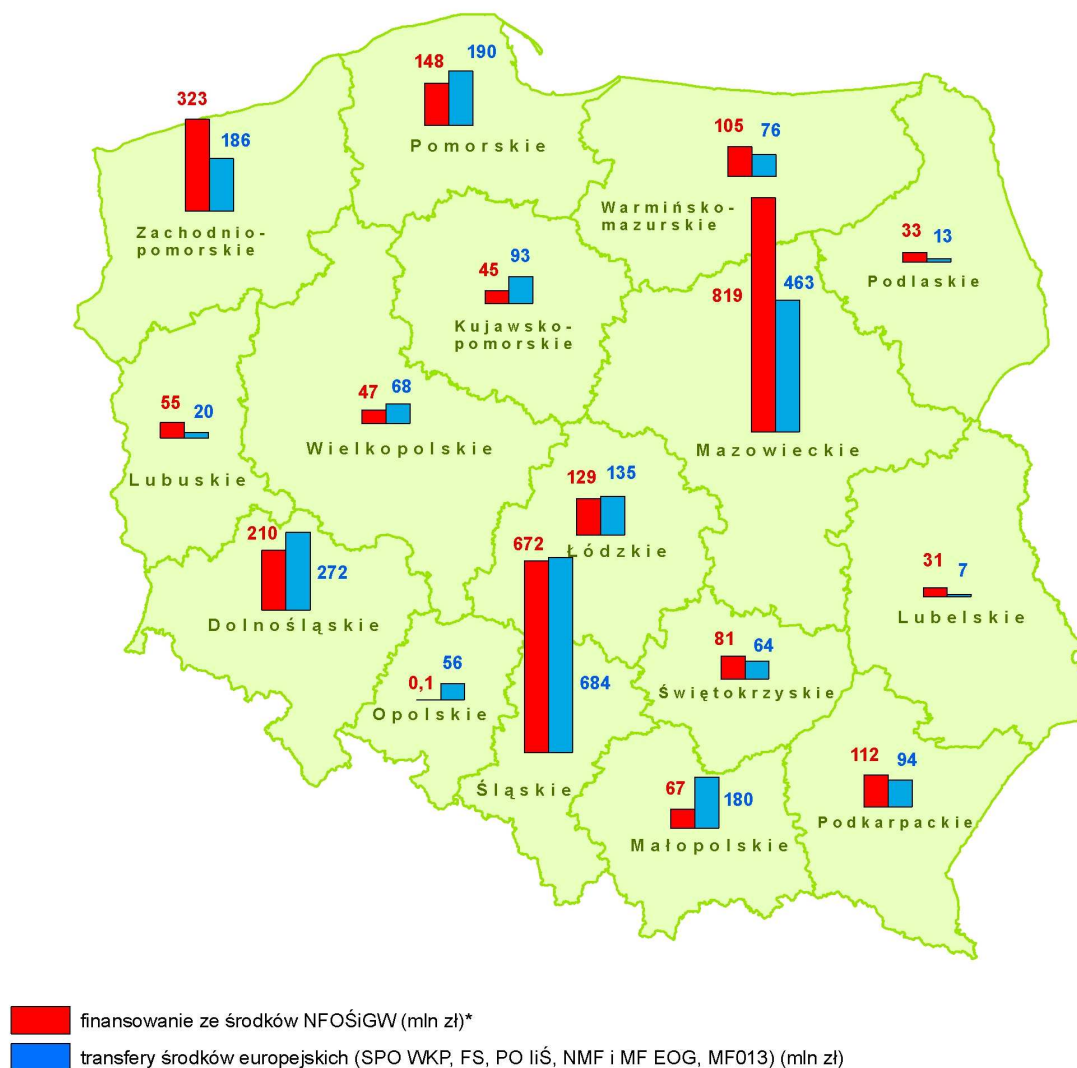 148
190
Pomorskie
323
186
Zachodnio-
pomorskie
105
76
Warmińsko-
mazurskie
33
13
Podlaskie
45
93
Kujawsko-
pomorskie
819
463
Mazowieckie
55
20
Lubuskie
47
68
Wielkopolskie
129
135
Łódzkie
210
272
Dolnośląskie
672
684
Śląskie
31
7
Lubelskie
0,1
56
Opolskie
81
64
Świętokrzyskie
67
180
Małopolskie
112
94
Podkarpackie
finansowanie ze środków NFOŚiGW (mln zł)*
transfery środków europejskich (SPO WKP, FS, PO IiŚ, NMF i MF EOG, MF013) (mln zł)